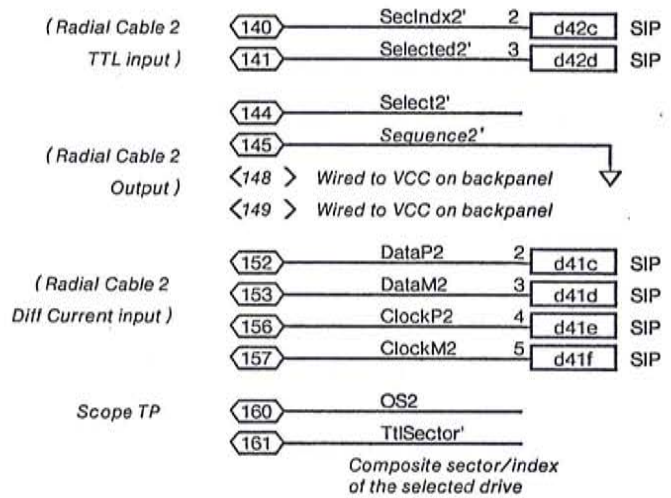 ( Radial Cable 2
TTL input )
140 SecIndx2' 2 d42c SIP
141 Selected2' 3 d42d SIP
( Radial Cable 2
Output )
144 Select2'
145 Sequence2'
<148 > Wired to VCC on backpanel
<149 > Wired to VCC on backpanel
( Radial Cable 2
Diff Current input )
152 DataP2 2 d41c SIP
153 DataM2 3 d41d SIP
156 ClockP2 4 d41e SIP
157 ClockM2 5 d41f SIP
Scope TP
160 OS2
161 TtlSector'
Composite sector/index
of the selected drive